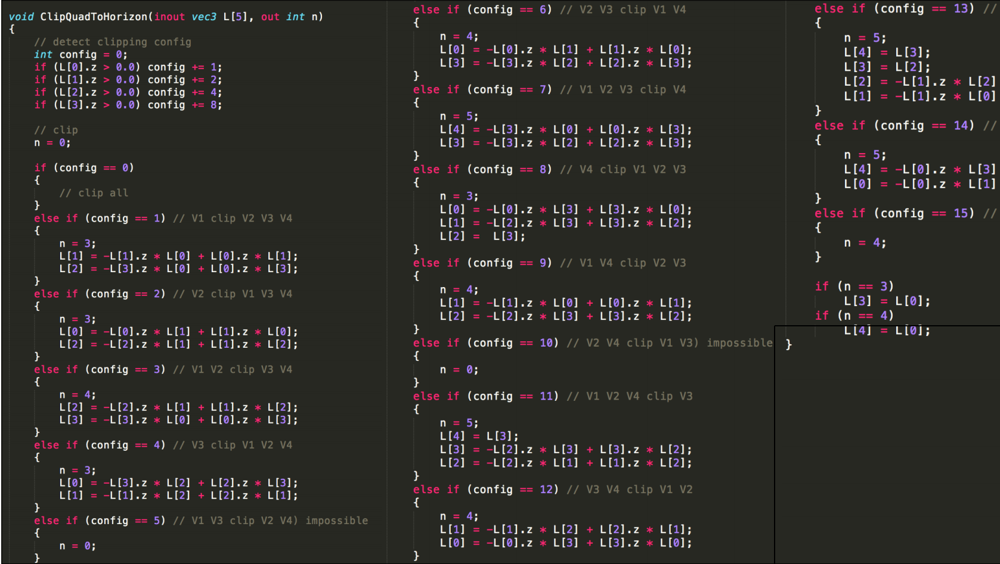 void ClipQuadToHorizon(inout vec3 L[5], out int n)
{
// detect clipping config
int config = 0;
if (L[0].z > 0.0) config += 1;
if (L[1].z > 0.0) config += 2;
if (L[2].z > 0.0) config += 4;
if (L[3].z > 0.0) config += 8;
// clip
n = 0;
if (config == 0)
{
// clip all
}
else if (config == 1) // V1 clip V2 V3 V4
{
n = 3;
L[1] = -L[1].z * L[0] + L[0].z * L[1];
L[2] = -L[3].z * L[0] + L[0].z * L[3];
}
else if (config == 2) // V2 clip V1 V3 V4
{
n = 3;
L[0] = -L[0].z * L[1] + L[1].z * L[0];
L[2] = -L[2].z * L[1] + L[1].z * L[2];
}
else if (config == 3) // V1 V2 clip V3 V4
{
n = 4;
L[2] = -L[2].z * L[1] + L[1].z * L[2];
L[3] = -L[3].z * L[0] + L[0].z * L[3];
}
else if (config == 4) // V3 clip V1 V2 V4
{
n = 3;
L[0] = -L[3].z * L[2] + L[2].z * L[3];
L[1] = -L[1].z * L[2] + L[2].z * L[1];
}
else if (config == 5) // V1 V3 clip V2 V4) impossible
{
n = 0;
}
else if (config == 6) // V2 V3 clip V1 V4
{
n = 4;
L[0] = -L[0].z * L[1] + L[1].z * L[0];
L[3] = -L[3].z * L[2] + L[2].z * L[3];
}
else if (config == 7) // V1 V2 V3 clip V4
{
n = 5;
L[4] = -L[3].z * L[0] + L[0].z * L[3];
L[3] = -L[3].z * L[2] + L[2].z * L[3];
}
else if (config == 8) // V4 clip V1 V2 V3
{
n = 3;
L[0] = -L[0].z * L[3] + L[3].z * L[0];
L[1] = -L[2].z * L[3] + L[3].z * L[2];
L[2] =  L[3];
}
else if (config == 9) // V1 V4 clip V2 V3
{
n = 4;
L[1] = -L[1].z * L[0] + L[0].z * L[1];
L[2] = -L[2].z * L[3] + L[3].z * L[2];
}
else if (config == 10) // V2 V4 clip V1 V3) impossible
{
n = 0;
}
else if (config == 11) // V1 V2 V4 clip V3
{
n = 5;
L[4] = L[3];
L[3] = -L[2].z * L[3] + L[3].z * L[2];
L[2] = -L[2].z * L[1] + L[1].z * L[2];
}
else if (config == 12) // V3 V4 clip V1 V2
{
n = 4;
L[1] = -L[1].z * L[2] + L[2].z * L[1];
L[0] = -L[0].z * L[3] + L[3].z * L[0];
}
else if (config == 13) //
{
n = 5;
L[4] = L[3];
L[3] = L[2];
L[2] = -L[1].z * L[2]
L[1] = -L[1].z * L[0]
}
else if (config == 14) //
{
n = 5;
L[4] = -L[0].z * L[3]
L[0] = -L[0].z * L[1]
}
else if (config == 15) //
{
n = 4;
}
if (n == 3)
L[3] = L[0];
if (n == 4)
L[4] = L[0];
}